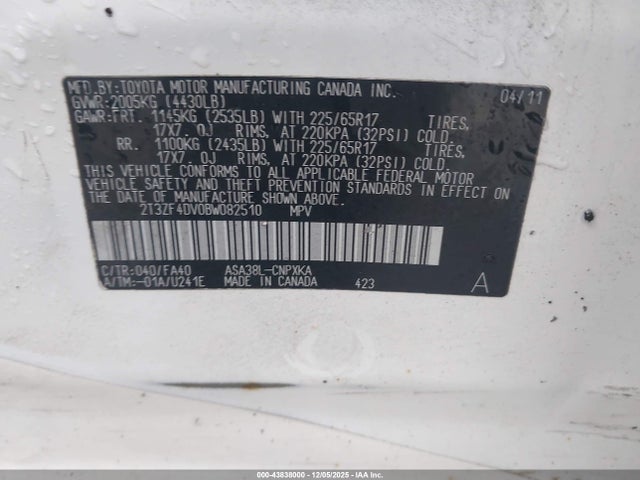 MFD.BY:TOYOTA MOTOR MANUFACTURING CANADA INC. 04/11
GVWR:2005KG (4430LB)
GAWR:FRT. 1145KG (2535LB) WITH 225/65R17 TIRES,
17X7.0J RIMS, AT 220KPA (32PSI) COLD.
RR. 1100KG (2435LB) WITH 225/65R17 TIRES,
17X7.0J RIMS, AT 220KPA (32PSI) COLD.
THIS VEHICLE CONFORMS TO ALL APPLICABLE FEDERAL MOTOR
VEHICLE SAFETY AND THEFT PREVENTION STANDARDS IN EFFECT ON
THE DATE OF MANUFACTURE SHOWN ABOVE.
2T3ZF4DV0BW082510 MPV
C/TR:040/FA40 ASA38L-CNPXKA A
A/TM:-01A/U241E MADE IN CANADA 423
000-43838000 - 12/05/2025 - IAA Inc.